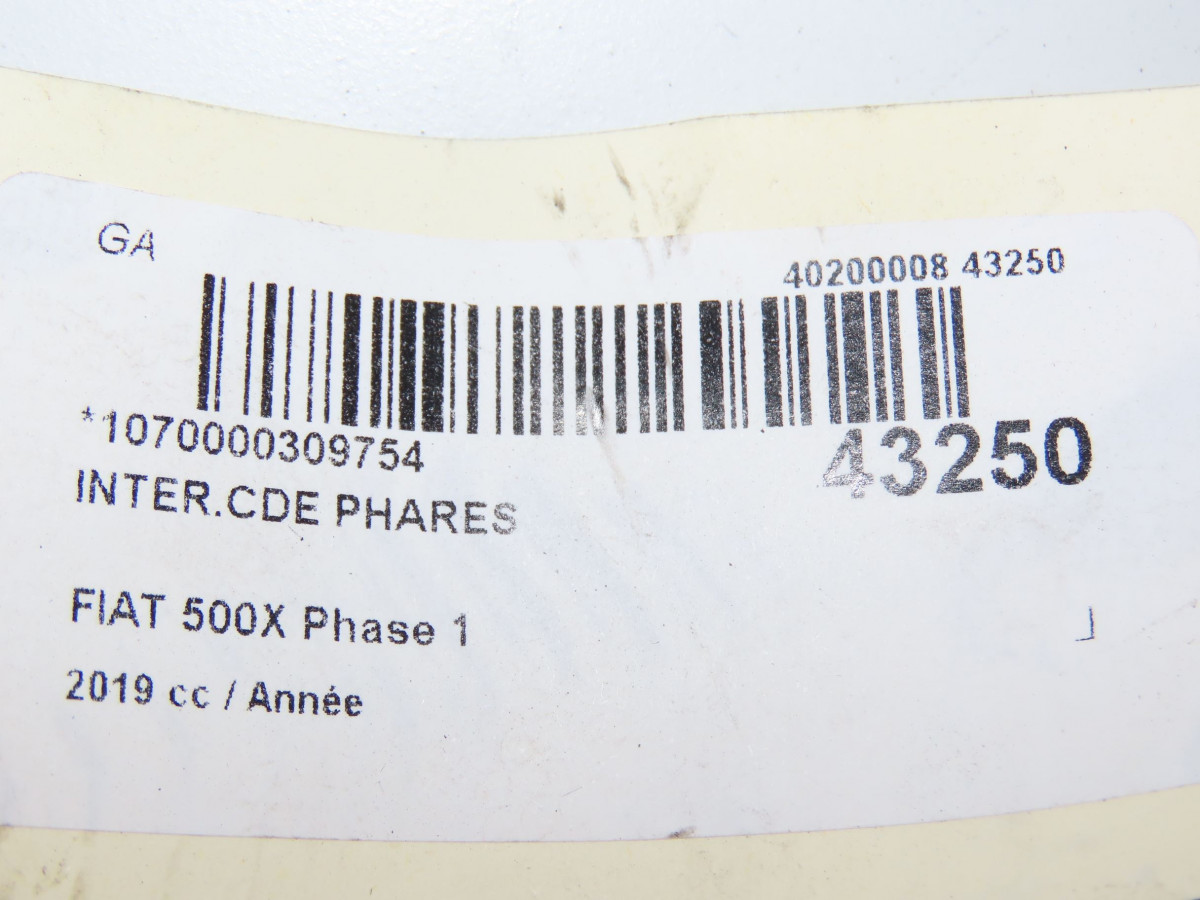 GA
40200008 43250
*1070000309754
43250
INTER.CDE PHARES
FIAT 500X Phase 1
2019 cc / Année